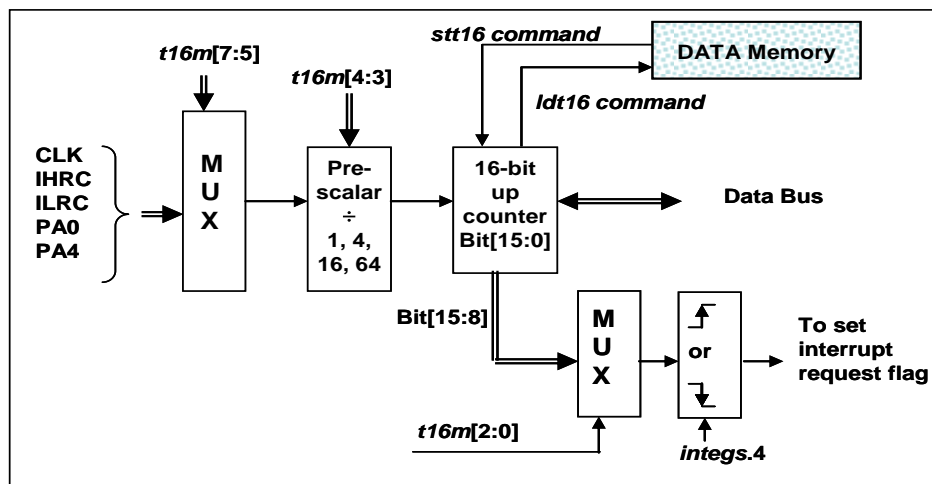 stt16 command
DATA Memory
t16m[7:5]
t16m[4:3]
ldt16 command
CLK
IHRC
ILRC
PA0
PA4
M
U
X
Pre-
scalar
÷
1, 4,
16, 64
16-bit
up
counter
Bit[15:0]
Data Bus
Bit[15:8]
M
U
X
or
To set
interrupt
request flag
t16m[2:0]
integs.4